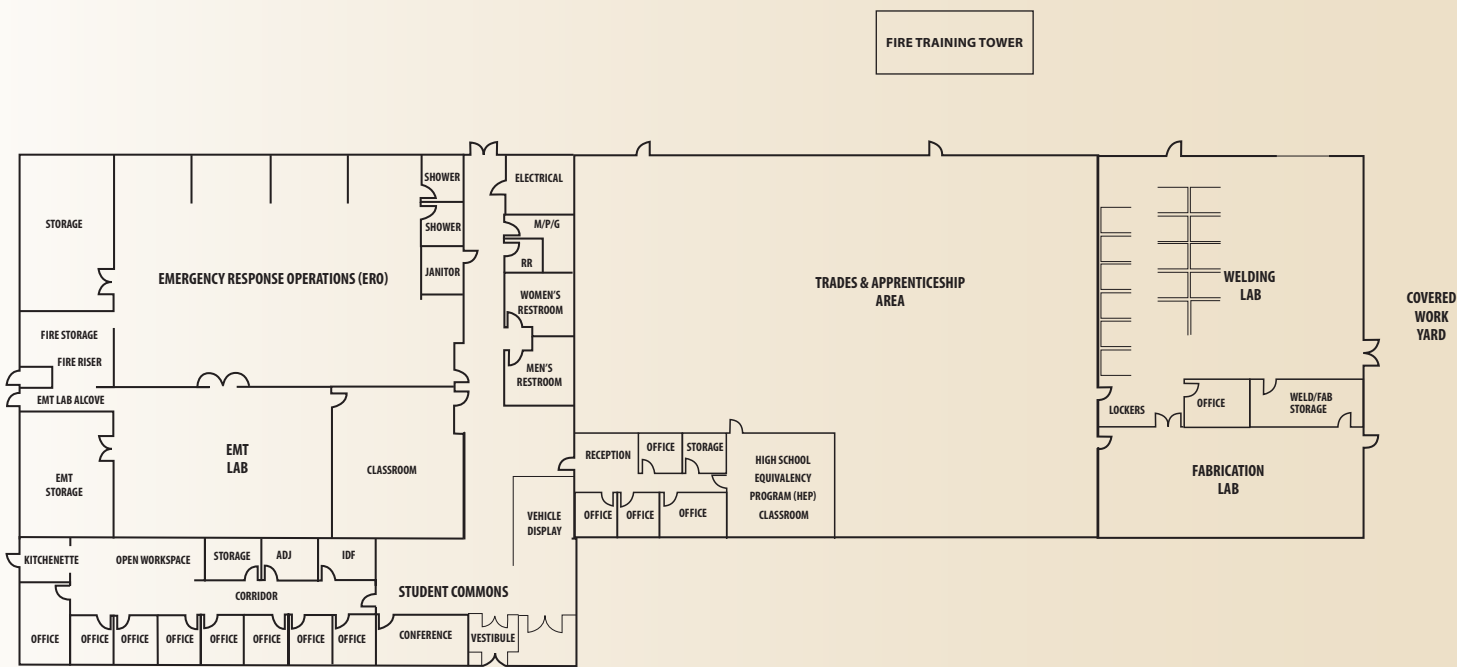 FIRE TRAINING TOWER
SHOWER
ELECTRICAL
STORAGE
SHOWER
M/P/G
EMERGENCY RESPONSE OPERATIONS (ERO)
JANITOR
RR
TRADES & APPRENTICESHIP
AREA
WELDING
LAB
COVERED
WORK
YARD
WOMEN'S
RESTROOM
FIRE STORAGE
FIRE RISER
MEN'S
RESTROOM
EMT LAB ALCOVE
LOCKERS
OFFICE
WELD/FAB
STORAGE
EMT
LAB
CLASSROOM
RECEPTION
OFFICE
STORAGE
HIGH SCHOOL
EQUIVALENCY
PROGRAM (HEP)
CLASSROOM
FABRICATION
LAB
EMT
STORAGE
VEHICLE
DISPLAY
OFFICE
OFFICE
OFFICE
KITCHENETTE
OPEN WORKSPACE
STORAGE
ADJ
IDF
CORRIDOR
STUDENT COMMONS
OFFICE
OFFICE
OFFICE
OFFICE
OFFICE
OFFICE
OFFICE
OFFICE
CONFERENCE
VESTIBULE